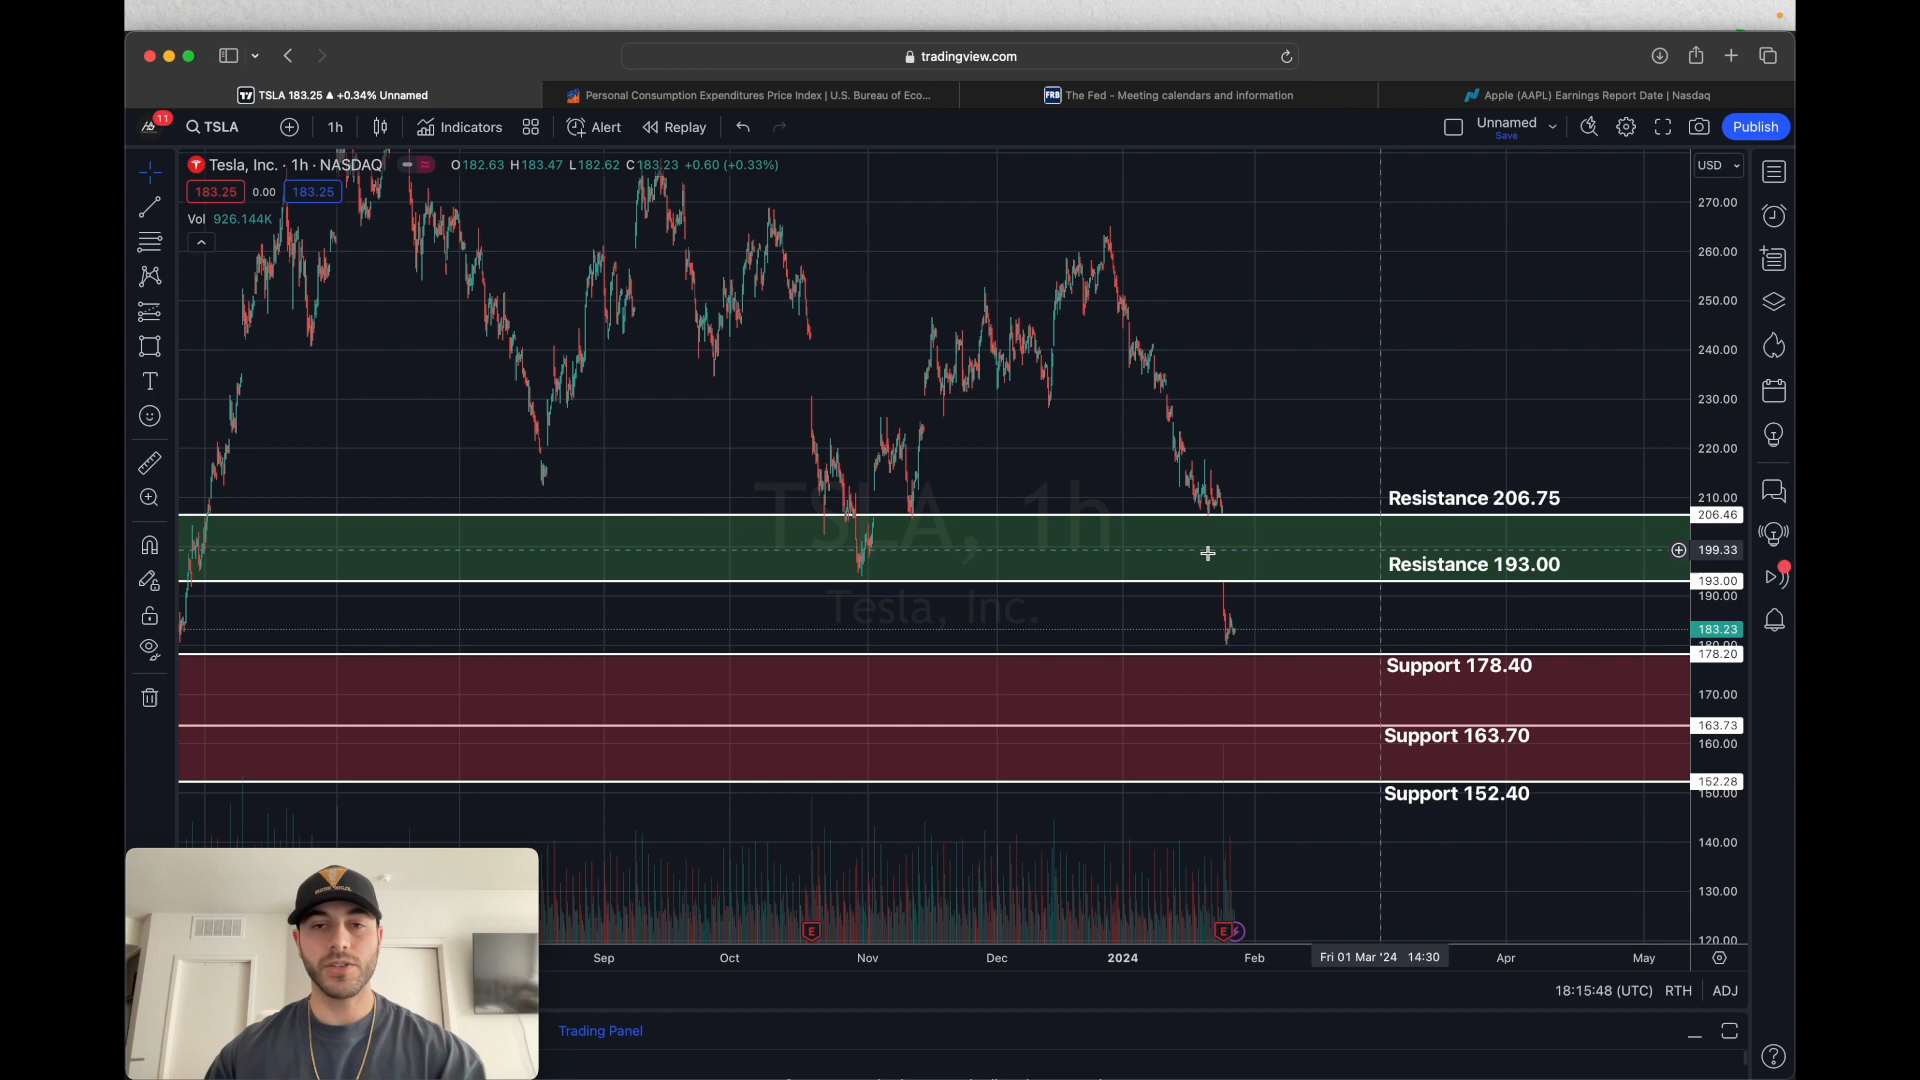 tradingview.com
TSLA 183.25 ▲ +0.34% Unnamed
Personal Consumption Expenditures Price Index | U.S. Bureau of Eco...
FRB The Fed - Meeting calendars and information
Apple (AAPL) Earnings Report Date | Nasdaq
11
TSLA
1h
Indicators
Alert
Replay
Unnamed
Save
Publish
Tesla, Inc. · 1h · NASDAQ
O182.63 H183.47 L182.62 C183.23 +0.60 (+0.33%)
USD
183.25 0.00 183.25
Vol 926.144K
270.00
260.00
250.00
240.00
230.00
220.00
210.00
Resistance 206.75
206.46
TSLA, 1h
199.33
Resistance 193.00
193.00
190.00
Tesla, Inc.
183.23
178.20
Support 178.40
170.00
163.73
Support 163.70
160.00
152.28
Support 152.40
150.00
140.00
130.00
E
E
120.00
Sep
Oct
Nov
Dec
2024
Feb
Fri 01 Mar '24 14:30
Apr
May
18:15:48 (UTC) RTH ADJ
Trading Panel